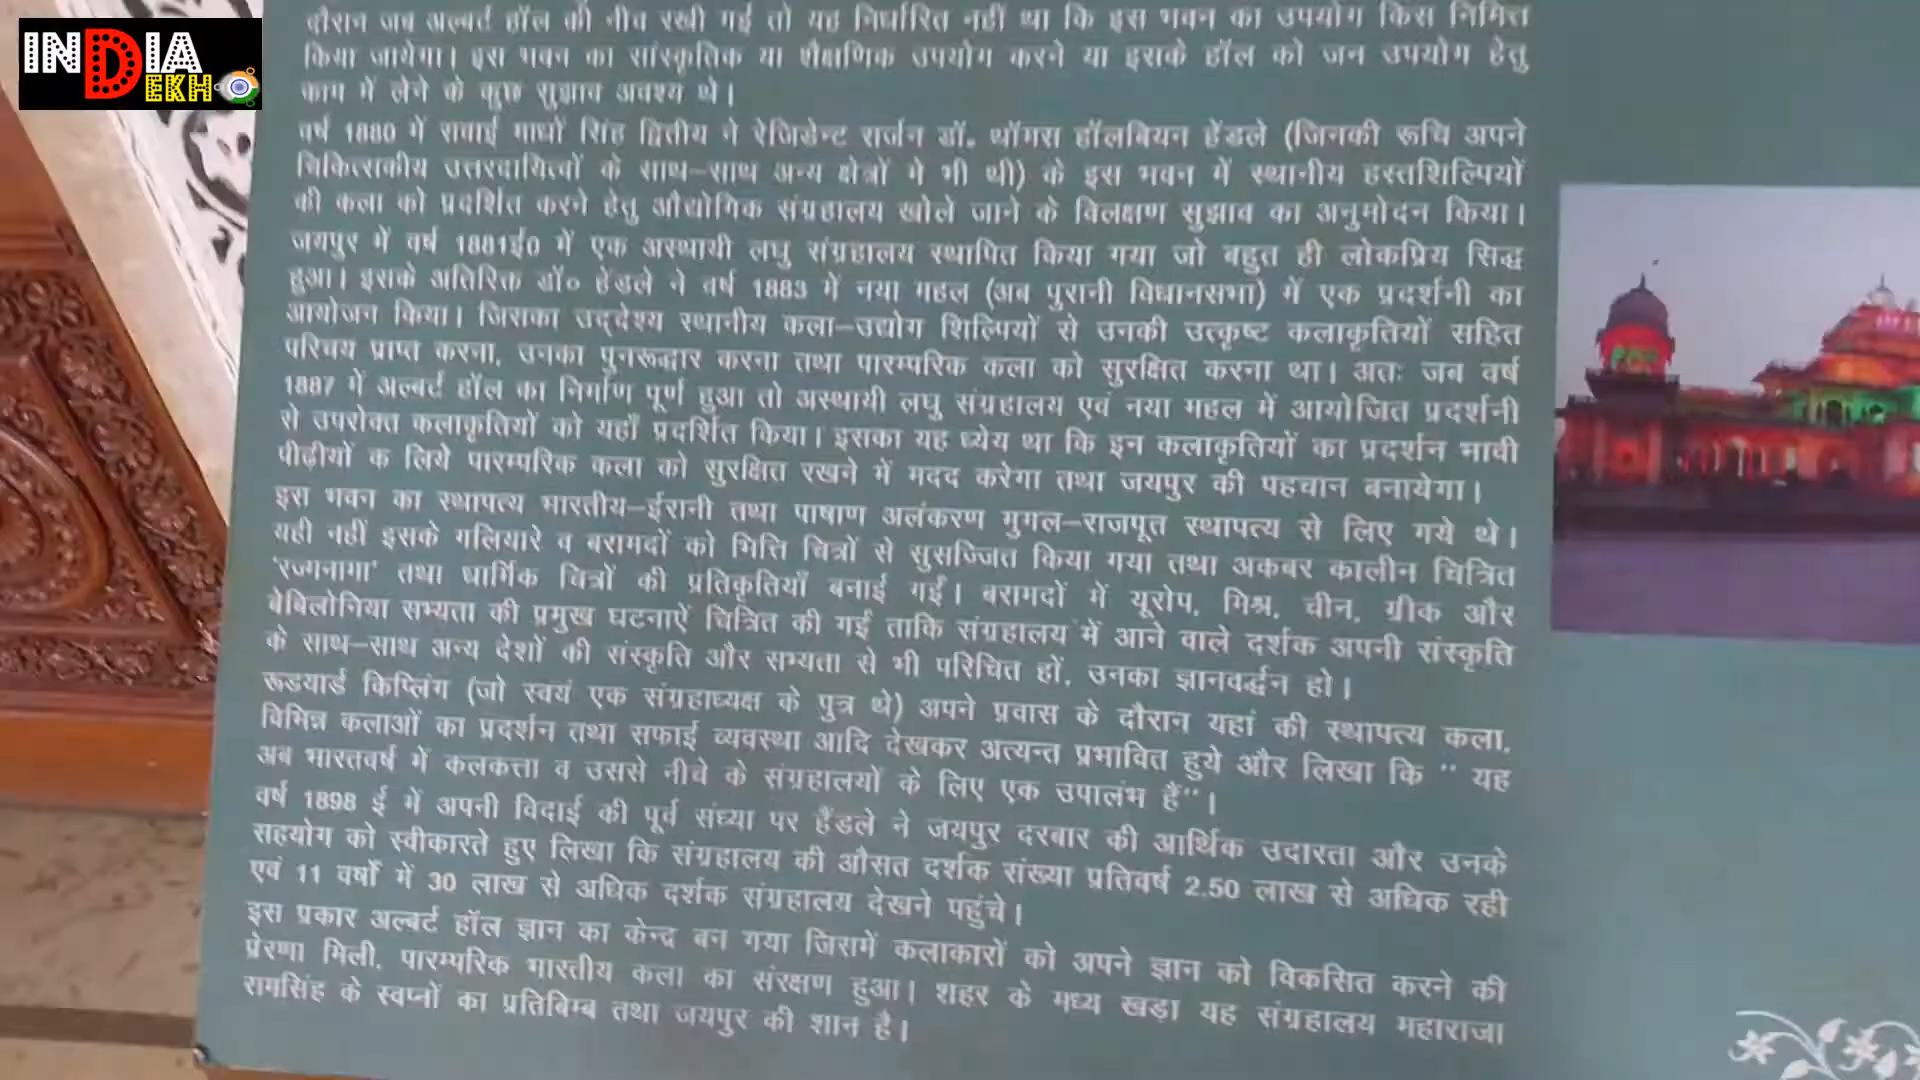 INDIA
DEKHO
दौरान जब अल्बर्ट हॉल की नींव रखी गई तो यह निर्धारित नहीं था कि इस भवन का उपयोग किस निमित्त
किया जायेगा। इस भवन का सांस्कृतिक या शैक्षणिक उपयोग करने या इसके हॉल को जन उपयोग हेतु
काम में लेने के कुछ सुझाव अवश्य थे।
वर्ष 1880 में सवाई माधों सिंह द्वितीय ने रेजिडेन्ट सर्जन डॉ. थॉमस हॉलबियन हेंडले (जिनकी रूचि अपने
चिकित्सकीय उत्तरदायित्वों के साथ–साथ अन्य क्षेत्रों मे भी थी) के इस भवन में स्थानीय हस्तशिल्पियों
की कला को प्रदर्शित करने हेतु औद्योगिक संग्रहालय खोले जाने के विलक्षण सुझाव का अनुमोदन किया।
जयपुर में वर्ष 1881ई0 में एक अस्थायी लघु संग्रहालय स्थापित किया गया जो बहुत ही लोकप्रिय सिद्ध
हुआ। इसके अतिरिक्त डॉ० हेंडले ने वर्ष 1883 में नया महल (अब पुरानी विधानसभा) में एक प्रदर्शनी का
आयोजन किया। जिसका उद्देश्य स्थानीय कला–उद्योग शिल्पियों से उनकी उत्कृष्ट कलाकृतियों सहित
परिचय प्राप्त करना, उनका पुनरूद्धार करना तथा पारम्परिक कला को सुरक्षित करना था। अतः जब वर्ष
1887 में अल्बर्ट हॉल का निर्माण पूर्ण हुआ तो अस्थायी लघु संग्रहालय एवं नया महल में आयोजित प्रदर्शनी
से उपरोक्त कलाकृतियों को यहाँ प्रदर्शित किया। इसका यह ध्येय था कि इन कलाकृतियों का प्रदर्शन भावी
पीढ़ीयों क लिये पारम्परिक कला को सुरक्षित रखने में मदद करेगा तथा जयपुर की पहचान बनायेगा।
इस भवन का स्थापत्य भारतीय–ईरानी तथा पाषाण अलंकरण मुगल–राजपूत स्थापत्य से लिए गये थे।
यही नहीं इसके गलियारे व बरामदों को भित्ति चित्रों से सुसज्जित किया गया तथा अकबर कालीन चित्रित
'रज्मनामा' तथा धार्मिक चित्रों की प्रतिकृतियाँ बनाई गईं। बरामदों में यूरोप, मिश्र, चीन, ग्रीक और
बेबिलोनिया सभ्यता की प्रमुख घटनाऐं चित्रित की गईं ताकि संग्रहालय में आने वाले दर्शक अपनी संस्कृति
के साथ–साथ अन्य देशों की संस्कृति और सभ्यता से भी परिचित हों, उनका ज्ञानवर्द्धन हो।
रूडयार्ड किप्लिंग (जो स्वयं एक संग्रहाध्यक्ष के पुत्र थे) अपने प्रवास के दौरान यहां की स्थापत्य कला,
विभिन्न कलाओं का प्रदर्शन तथा सफाई व्यवस्था आदि देखकर अत्यन्त प्रभावित हुये और लिखा कि " यह
अब भारतवर्ष में कलकत्ता व उससे नीचे के संग्रहालयों के लिए एक उपालंभ हैं"।
वर्ष 1898 ई में अपनी विदाई की पूर्व संध्या पर हैंडले ने जयपुर दरबार की आर्थिक उदारता और उनके
सहयोग को स्वीकारते हुए लिखा कि संग्रहालय की औसत दर्शक संख्या प्रतिवर्ष 2.50 लाख से अधिक रही
एवं 11 वर्षों में 30 लाख से अधिक दर्शक संग्रहालय देखने पहुंचे।
इस प्रकार अल्बर्ट हॉल ज्ञान का केन्द्र बन गया जिसमें कलाकारों को अपने ज्ञान को विकसित करने की
प्रेरणा मिली, पारम्परिक भारतीय कला का संरक्षण हुआ। शहर के मध्य खड़ा यह संग्रहालय महाराजा
रामसिंह के स्वप्नों का प्रतिबिम्ब तथा जयपुर की शान है।